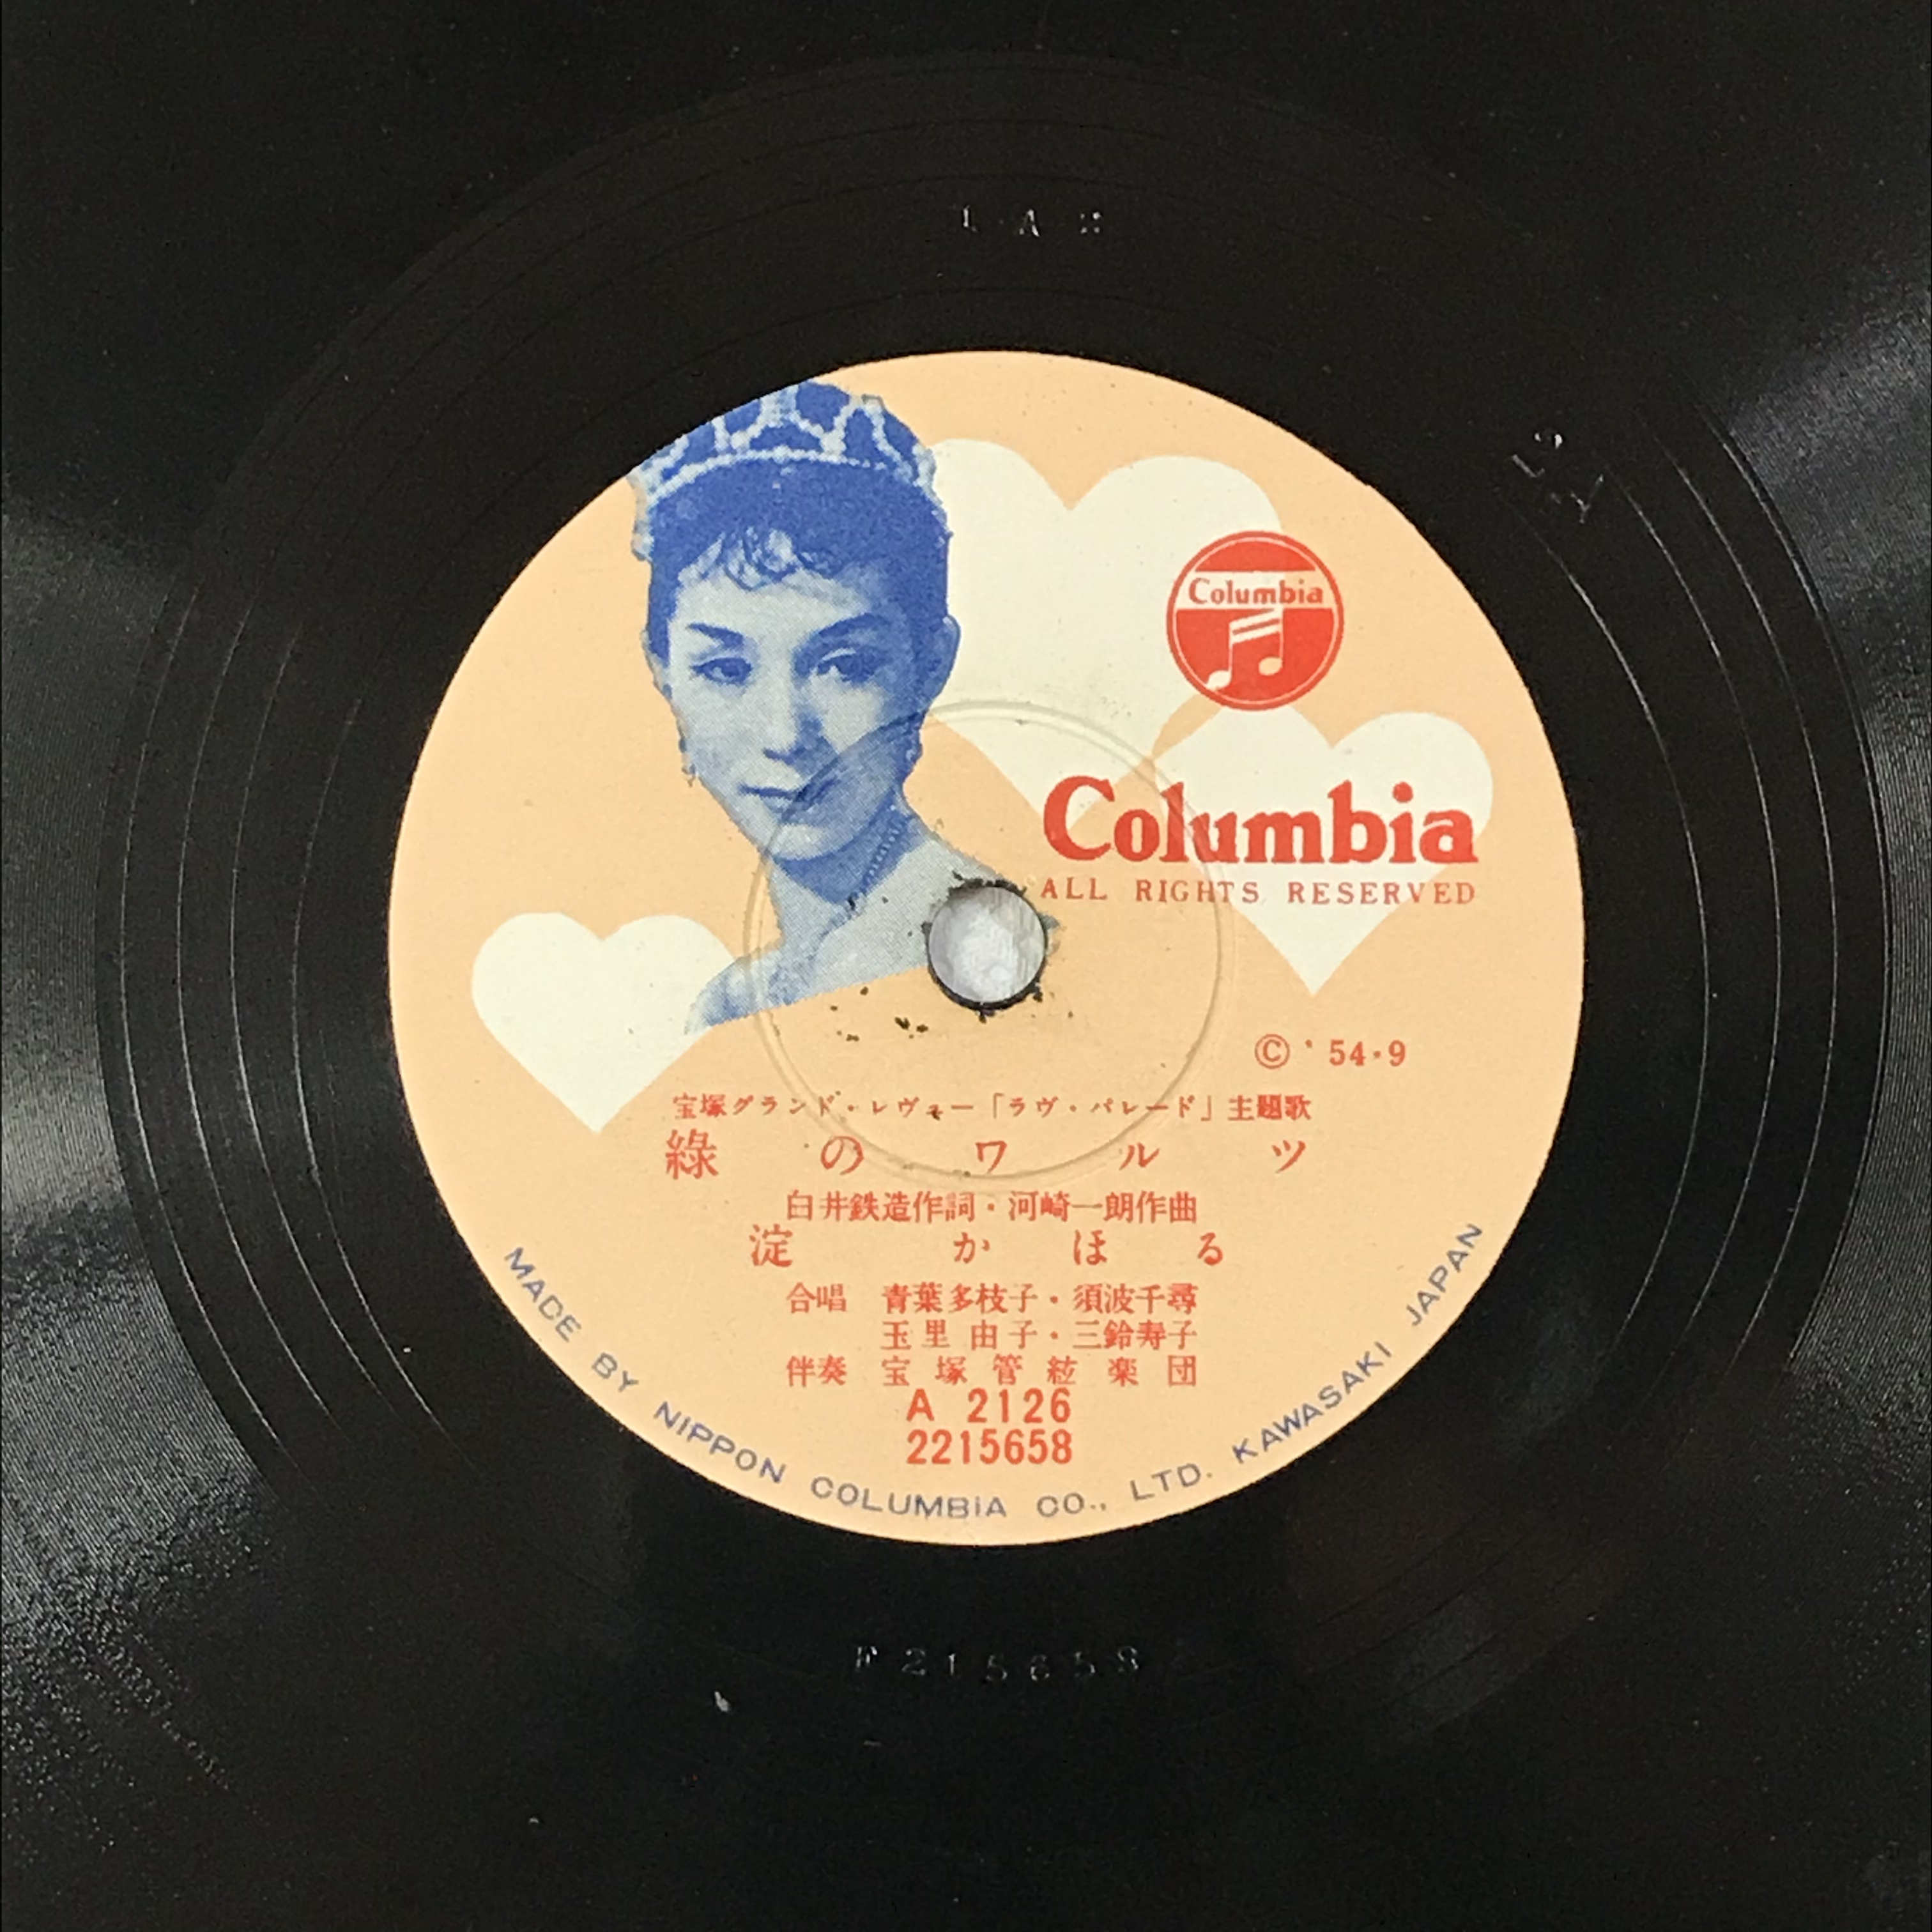 Columbia
Columbia
ALL RIGHTS RESERVED
© '54·9
宝塚グランド・レヴュー「ラヴ・パレード」主題歌
綠のワルツ
白井鉄造作詞・河崎一朗作曲
淀かほる
合唱 青葉多枝子・須波千尋
玉里由子・三鈴寿子
伴奏 宝塚管絃楽団
A 2126
2215658
MADE BY NIPPON COLUMBIA CO., LTD. KAWASAKI JAPAN
F215658